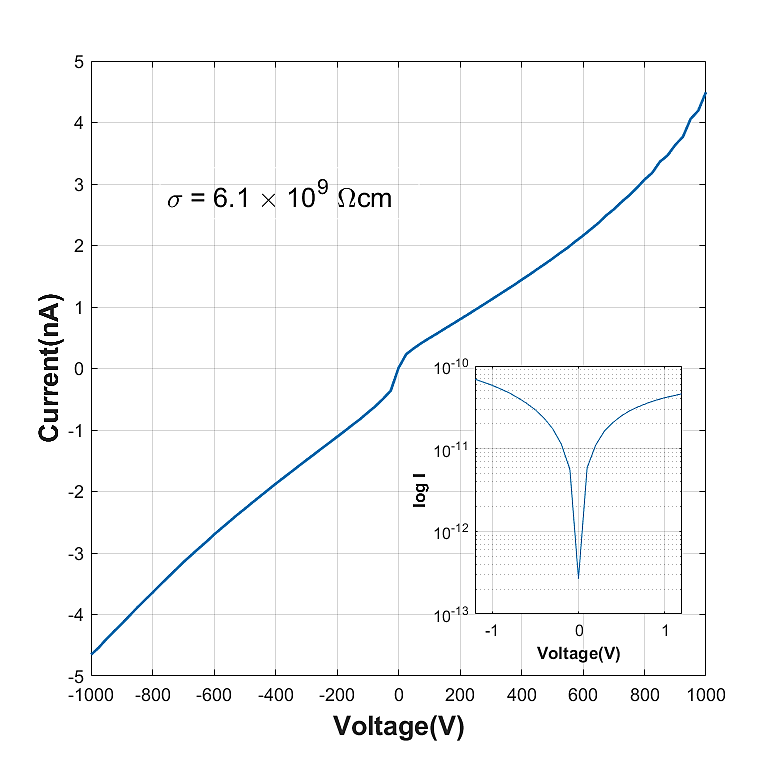 5
4
3
2
1
0
-1
-2
-3
-4
-5
Current(nA)
σ = 6.1 × 10⁹ Ωcm
-1000 -800 -600 -400 -200 0 200 400 600 800 1000
Voltage(V)
10⁻¹⁰
10⁻¹¹
10⁻¹²
10⁻¹³
log I
-1 0 1
Voltage(V)